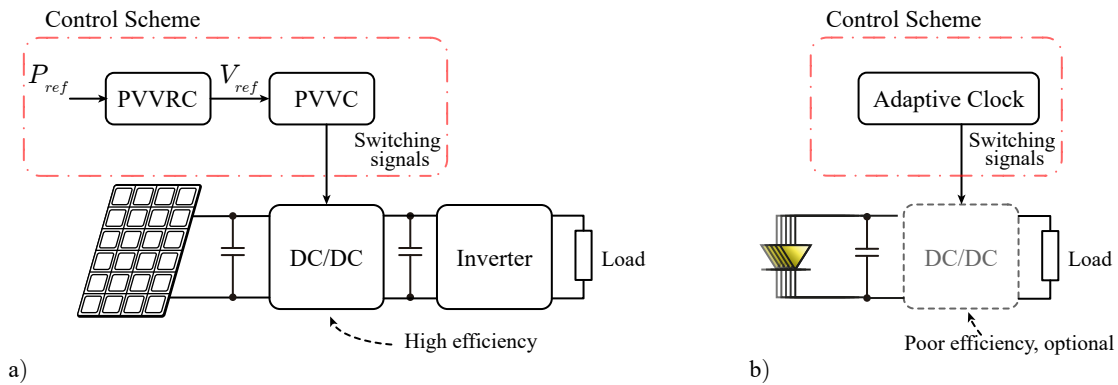 Control Scheme
P_ref
PVVRC
V_ref
PVVC
Switching
signals
DC/DC
Inverter
Load
High efficiency
a)
Control Scheme
Adaptive Clock
Switching
signals
DC/DC
Load
Poor efficiency, optional
b)